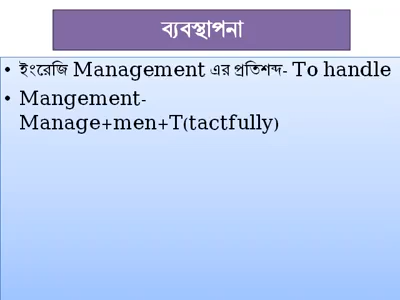 ব্যবস্থাপনা
• ইংরেজি Management এর প্রতিশব্দ- To handle
• Mangement-
Manage+men+T(tactfully)